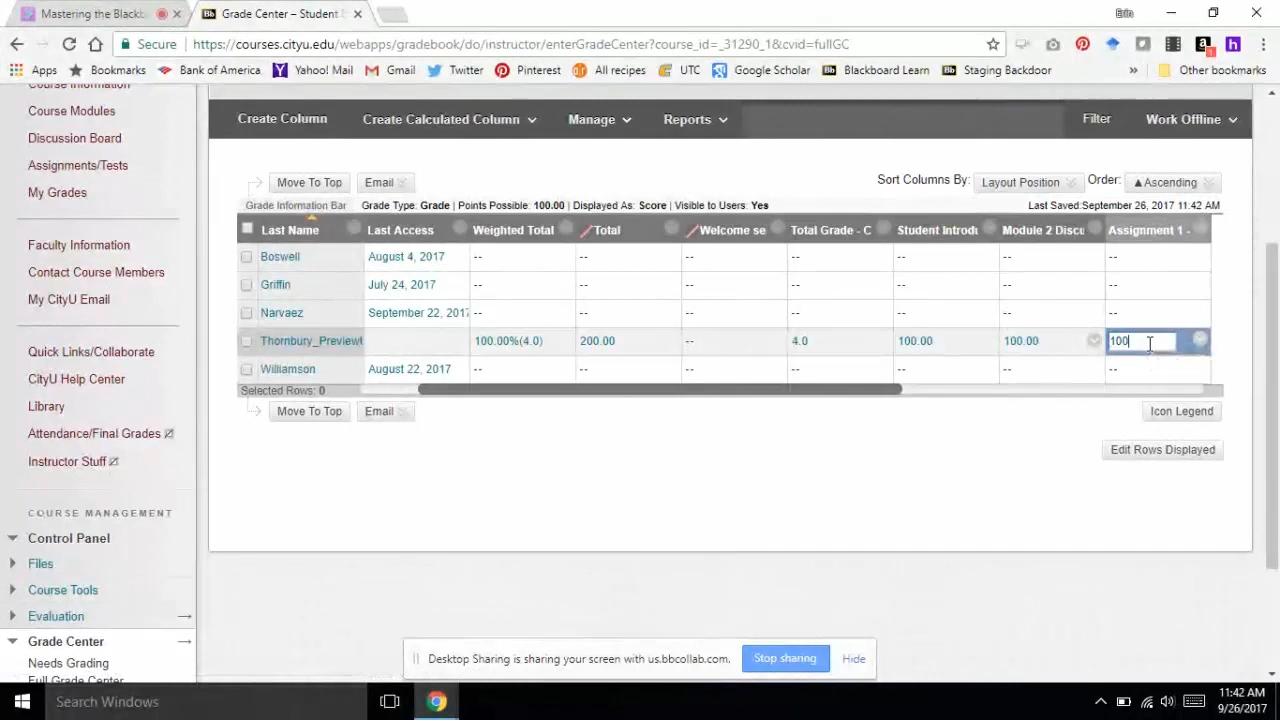 Mastering the Blackb
Grade Center – Student
Erin
Secure https://courses.cityu.edu/webapps/gradebook/do/instructor/enterGradeCenter?course_id=_31290_1&cvid=fullGC
Apps Bookmarks Bank of America Yahoo! Mail Gmail Twitter Pinterest All recipes UTC Google Scholar Blackboard Learn Staging Backdoor » Other bookmarks
Course Information
Course Modules
Discussion Board
Assignments/Tests
My Grades
Faculty Information
Contact Course Members
My CityU Email
Quick Links/Collaborate
CityU Help Center
Library
Attendance/Final Grades
Instructor Stuff
COURSE MANAGEMENT
Control Panel
Files
Course Tools
Evaluation
Grade Center
Needs Grading
Full Grade Center
Create Column Create Calculated Column Manage Reports Filter Work Offline
Move To Top Email Sort Columns By: Layout Position Order: ▲Ascending
Grade Information Bar Grade Type: Grade | Points Possible: 100.00 | Displayed As: Score | Visible to Users: Yes Last Saved:September 26, 2017 11:42 AM
Last Name Last Access Weighted Total Total Welcome se Total Grade - C Student Introdu Module 2 Discu Assignment 1 -
Boswell August 4, 2017 -- -- -- -- -- -- --
Griffin July 24, 2017 -- -- -- -- -- -- --
Narvaez September 22, 2017 -- -- -- -- -- -- --
Thornbury_PreviewU 100.00%(4.0) 200.00 -- 4.0 100.00 100.00 100
Williamson August 22, 2017 -- -- -- -- -- -- --
Selected Rows: 0
Move To Top Email Icon Legend
Edit Rows Displayed
Desktop Sharing is sharing your screen with us.bbcollab.com. Stop sharing Hide
Search Windows
11:42 AM
9/26/2017